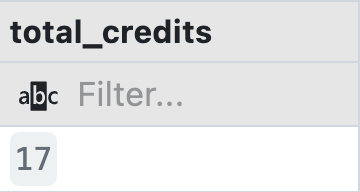 total_credits
abc Filter...
17